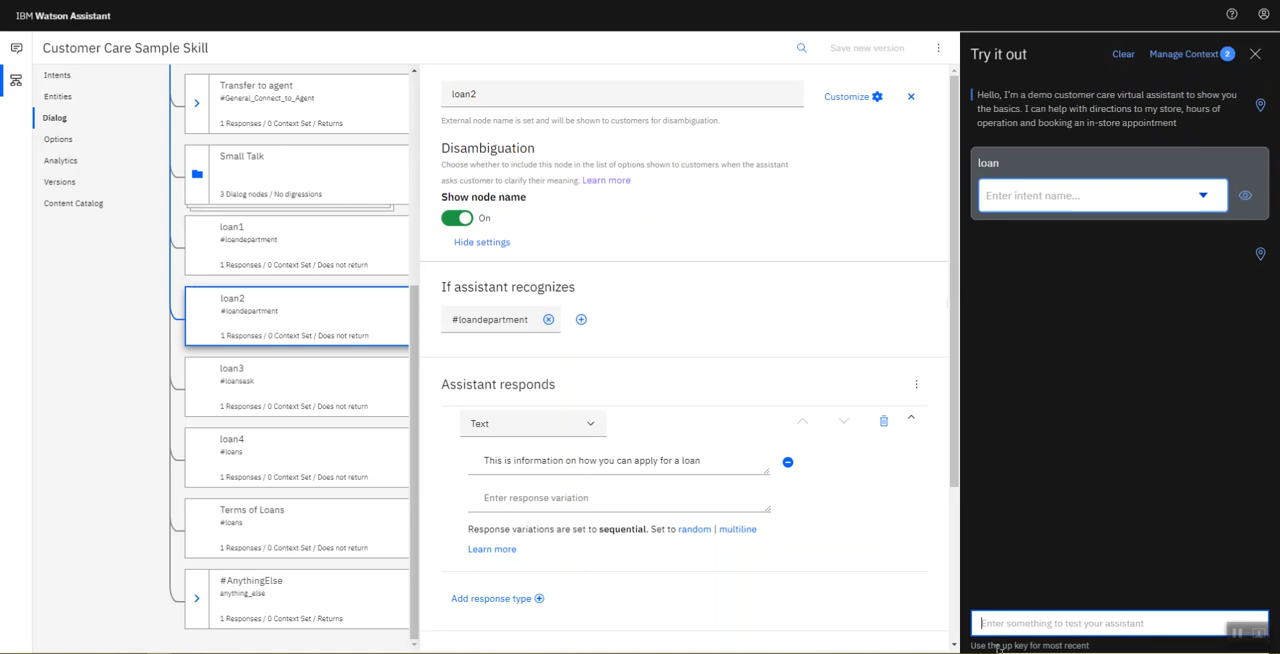 IBM Watson Assistant
Customer Care Sample Skill
Save new version
Intents
Entities
Dialog
Options
Analytics
Versions
Content Catalog
Transfer to agent
#General_Connect_to_Agent
1 Responses / 0 Context Set / Returns
Small Talk
3 Dialog nodes / No digressions
loan1
#loandepartment
1 Responses / 0 Context Set / Does not return
loan2
#loandepartment
1 Responses / 0 Context Set / Does not return
loan3
#loansask
1 Responses / 0 Context Set / Does not return
loan4
#loans
1 Responses / 0 Context Set / Does not return
Terms of Loans
#loans
1 Responses / 0 Context Set / Does not return
#AnythingElse
anything_else
1 Responses / 0 Context Set / Returns
loan2
Customize
External node name is set and will be shown to customers for disambiguation.
Disambiguation
Choose whether to include this node in the list of options shown to customers when the assistant
asks customer to clarify their meaning. Learn more
Show node name
On
Hide settings
If assistant recognizes
#loandepartment
Assistant responds
Text
This is information on how you can apply for a loan
Enter response variation
Response variations are set to sequential. Set to random | multiline
Learn more
Add response type
Try it out
Clear
Manage Context 2
Hello, I'm a demo customer care virtual assistant to show you
the basics. I can help with directions to my store, hours of
operation and booking an in-store appointment
loan
Enter intent name...
Enter something to test your assistant
Use the up key for most recent